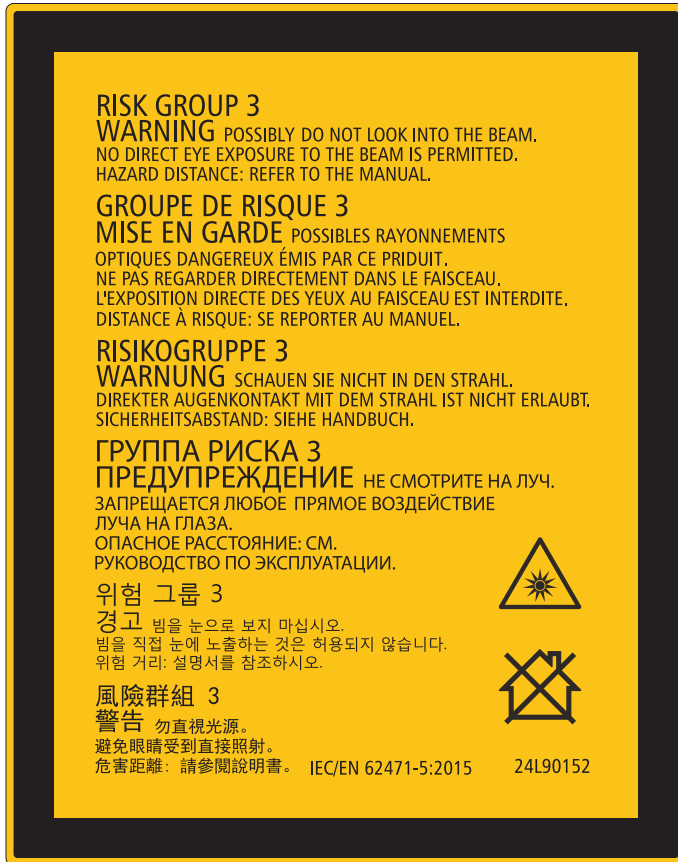 RISK GROUP 3
WARNING POSSIBLY DO NOT LOOK INTO THE BEAM.
NO DIRECT EYE EXPOSURE TO THE BEAM IS PERMITTED.
HAZARD DISTANCE: REFER TO THE MANUAL.
GROUPE DE RISQUE 3
MISE EN GARDE POSSIBLES RAYONNEMENTS
OPTIQUES DANGEREUX ÉMIS PAR CE PRIDUIT.
NE PAS REGARDER DIRECTEMENT DANS LE FAISCEAU.
L'EXPOSITION DIRECTE DES YEUX AU FAISCEAU EST INTERDITE.
DISTANCE À RISQUE: SE REPORTER AU MANUEL.
RISIKOGRUPPE 3
WARNUNG SCHAUEN SIE NICHT IN DEN STRAHL.
DIREKTER AUGENKONTAKT MIT DEM STRAHL IST NICHT ERLAUBT.
SICHERHEITSABSTAND: SIEHE HANDBUCH.
ГРУППА РИСКА 3
ПРЕДУПРЕЖДЕНИЕ НЕ СМОТРИТЕ НА ЛУЧ.
ЗАПРЕЩАЕТСЯ ЛЮБОЕ ПРЯМОЕ ВОЗДЕЙСТВИЕ
ЛУЧА НА ГЛАЗА.
ОПАСНОЕ РАССТОЯНИЕ: СМ.
РУКОВОДСТВО ПО ЭКСПЛУАТАЦИИ.
위험 그룹 3
경고 빔을 눈으로 보지 마십시오.
빔을 직접 눈에 노출하는 것은 허용되지 않습니다.
위험 거리: 설명서를 참조하시오.
風險群組 3
警告 勿直視光源。
避免眼睛受到直接照射。
危害距離：請參閱說明書。 IEC/EN 62471-5:2015 24L90152